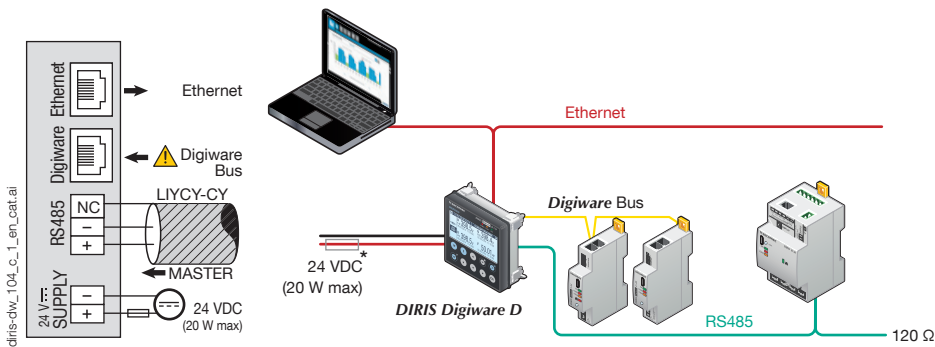 diris-dw_104_c_1_en_cat.ai
Ethernet
Ethernet
Digiware
Digiware
Bus
RS485
NC
–
+
LIYCY-CY
MASTER
24 V
SUPPLY
–
+
24 VDC
(20 W max)
Ethernet
Digiware Bus
24 VDC
*
(20 W max)
DIRIS Digiware D
RS485
120 Ω